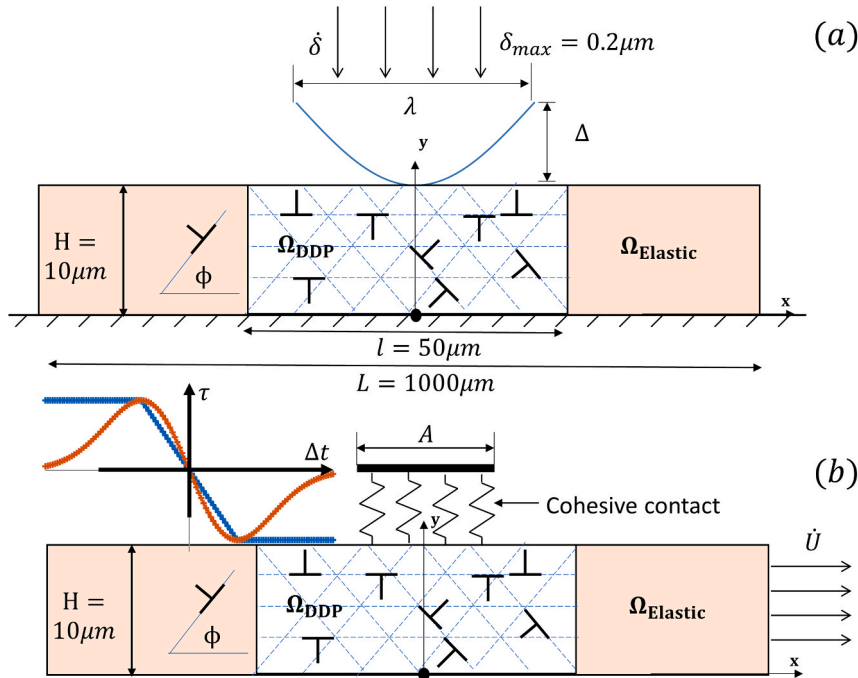 (a)
δ̇
δ_max = 0.2μm
λ
Δ
y
H =
10μm
ϕ
Ω_DDP
Ω_Elastic
x
l = 50μm
L = 1000μm
τ
Δt
A
(b)
Cohesive contact
y
U̇
H =
10μm
ϕ
Ω_DDP
Ω_Elastic
x